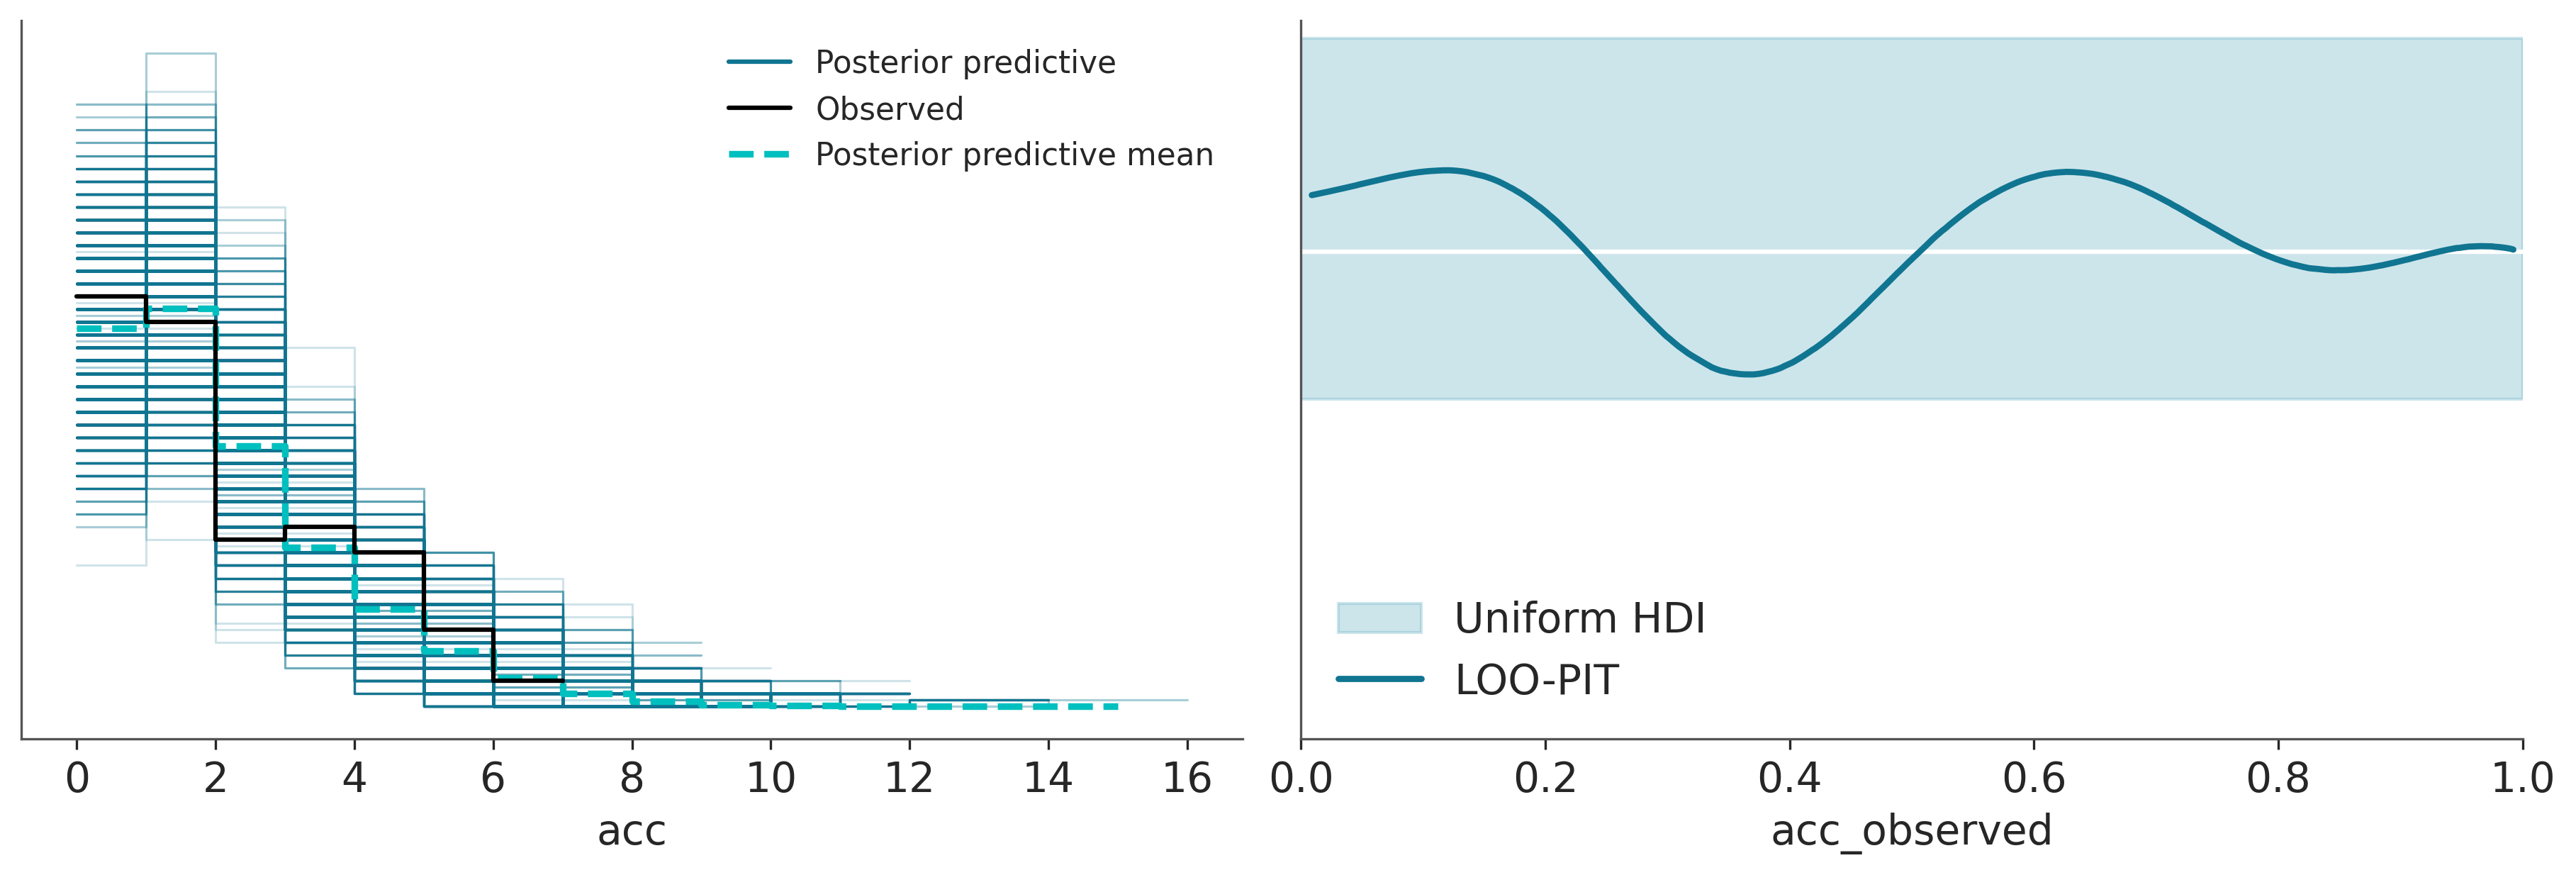 Posterior predictive
Observed
Posterior predictive mean
0 2 4 6 8 10 12 14 16
acc
Uniform HDI
LOO-PIT
0.0 0.2 0.4 0.6 0.8 1.0
acc_observed